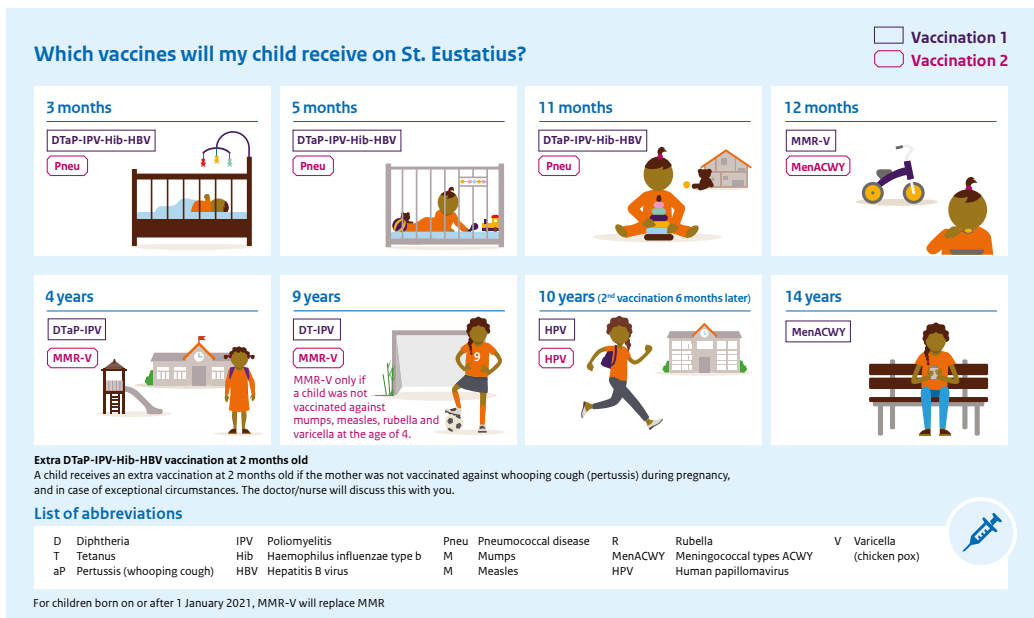 Which vaccines will my child receive on St. Eustatius?
Vaccination 1
Vaccination 2
3 months
DTaP-IPV-Hib-HBV
Pneu
5 months
DTaP-IPV-Hib-HBV
Pneu
11 months
DTaP-IPV-Hib-HBV
Pneu
12 months
MMR-V
MenACWY
4 years
DTaP-IPV
MMR-V
9 years
DT-IPV
MMR-V
MMR-V only if
a child was not
vaccinated against
mumps, measles, rubella and
varicella at the age of 4.
9
10 years (2nd vaccination 6 months later)
HPV
HPV
14 years
MenACWY
Extra DTaP-IPV-Hib-HBV vaccination at 2 months old
A child receives an extra vaccination at 2 months old if the mother was not vaccinated against whooping cough (pertussis) during pregnancy,
and in case of exceptional circumstances. The doctor/nurse will discuss this with you.
List of abbreviations
D Diphtheria
T Tetanus
aP Pertussis (whooping cough)
IPV Poliomyelitis
Hib Haemophilus influenzae type b
HBV Hepatitis B virus
Pneu Pneumococcal disease
M Mumps
M Measles
R Rubella
MenACWY Meningococcal types ACWY
HPV Human papillomavirus
V Varicella
(chicken pox)
For children born on or after 1 January 2021, MMR-V will replace MMR